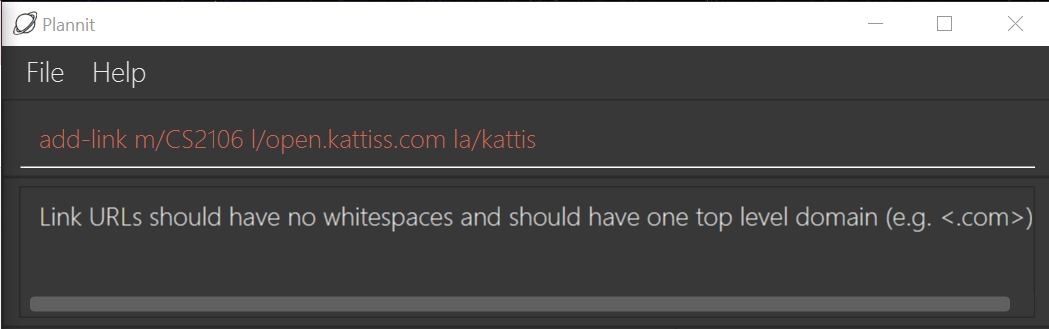 Plannit
File Help
add-link m/CS2106 l/open.kattiss.com la/kattis
Link URLs should have no whitespaces and should have one top level domain (e.g. <.com>)